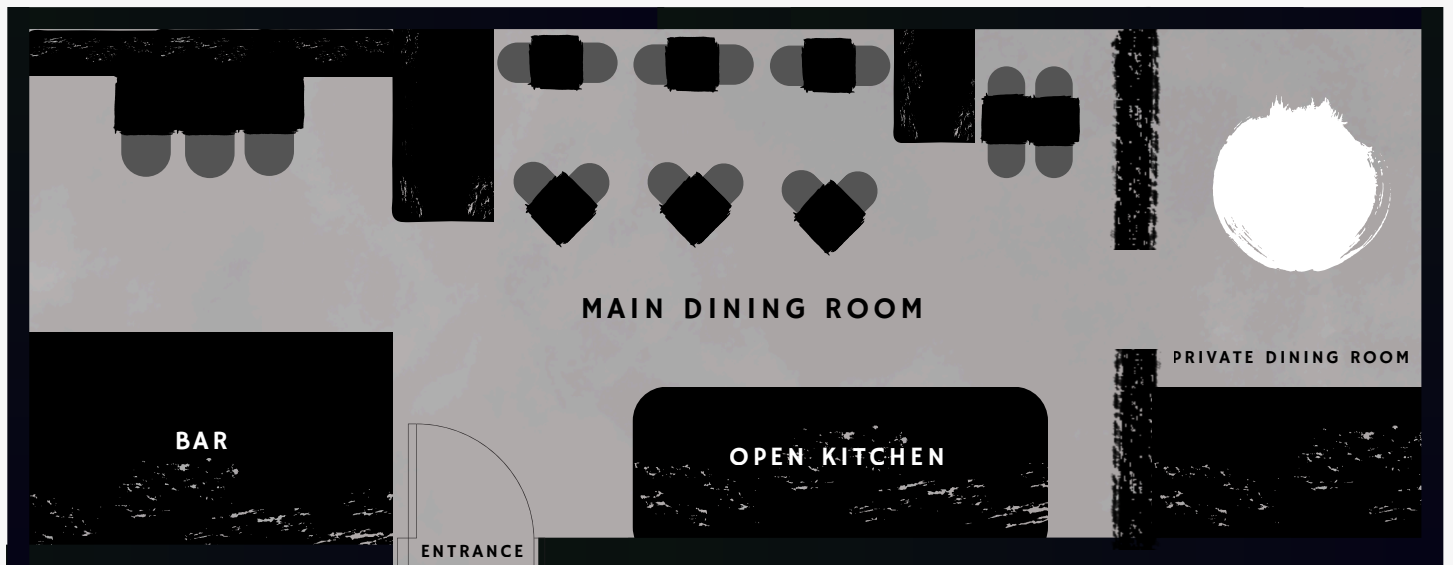 MAIN DINING ROOM
PRIVATE DINING ROOM
BAR
OPEN KITCHEN
ENTRANCE